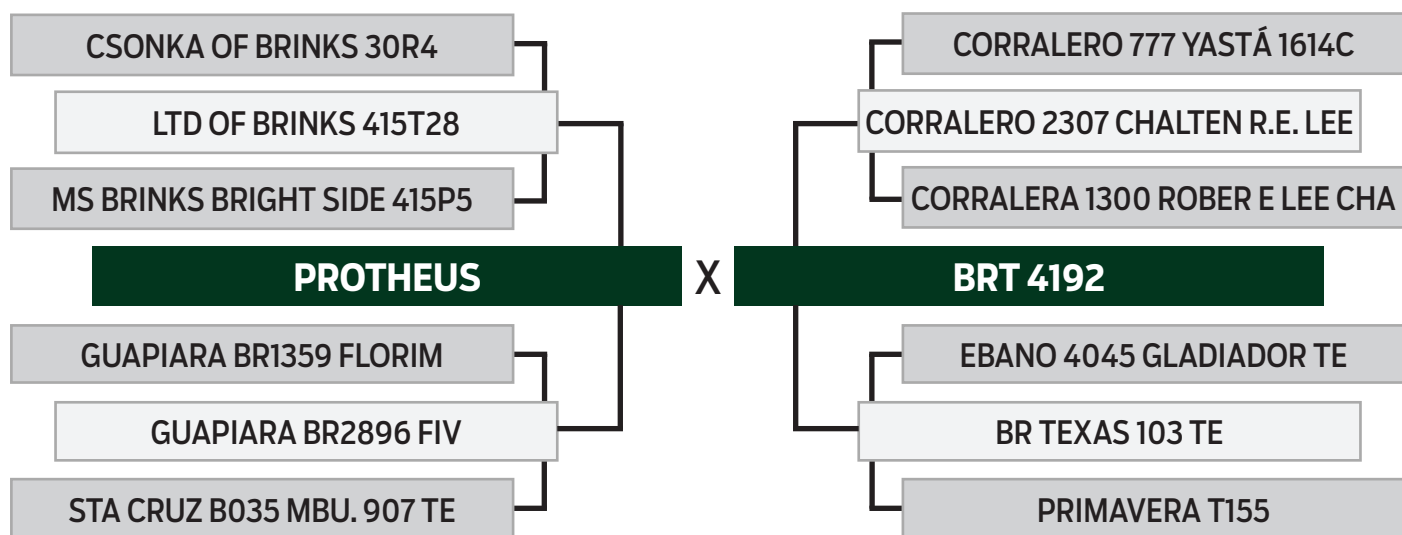 CSONKA OF BRINKS 30R4
LTD OF BRINKS 415T28
MS BRINKS BRIGHT SIDE 415P5
PROTHEUS
GUAPIARA BR1359 FLORIM
GUAPIARA BR2896 FIV
STA CRUZ B035 MBU. 907 TE
X
CORRALERO 777 YASTÁ 1614C
CORRALERO 2307 CHALTEN R.E. LEE
CORRALERA 1300 ROBER E LEE CHA
BRT 4192
EBANO 4045 GLADIADOR TE
BR TEXAS 103 TE
PRIMAVERA T155